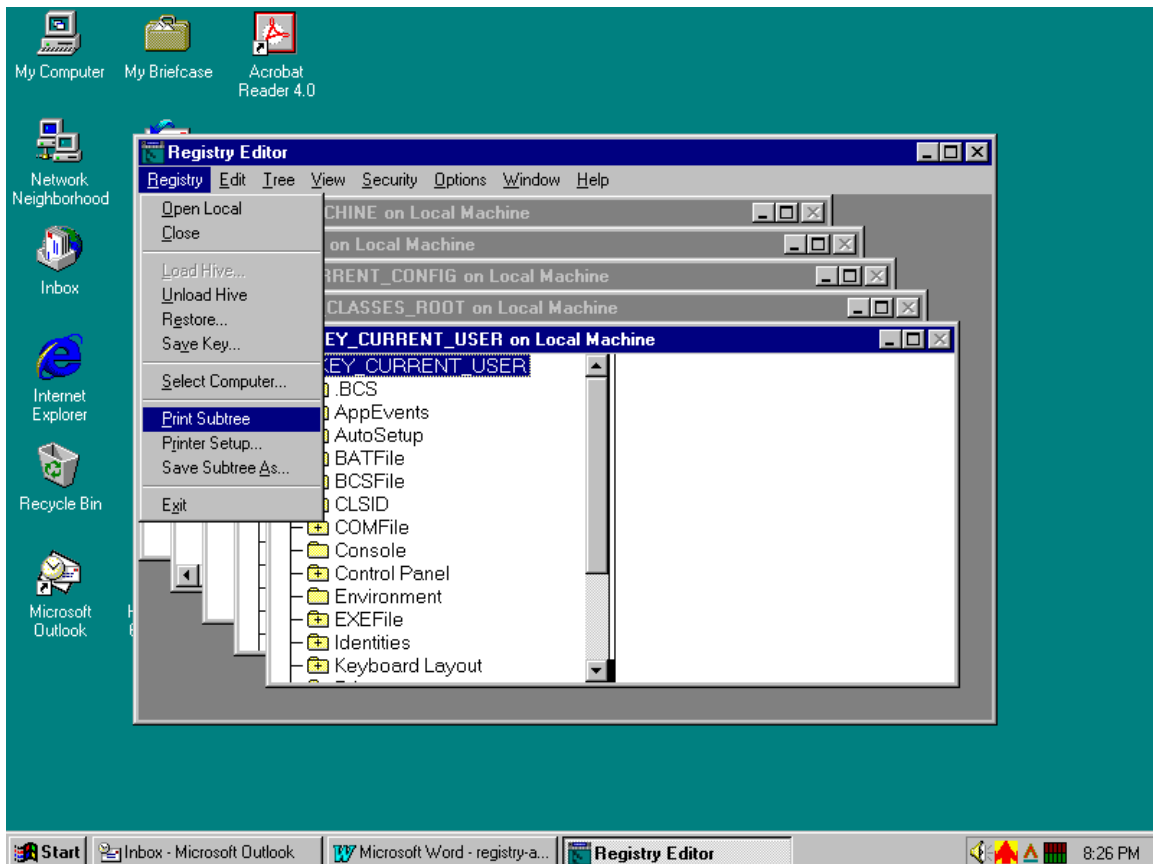 My Computer
My Briefcase
Acrobat
Reader 4.0
Network
Neighborhood
Inbox
Internet
Explorer
Recycle Bin
Microsoft
Outlook
Registry Editor
Registry Edit Tree View Security Options Window Help
Open Local
Close
Load Hive...
Unload Hive
Restore...
Save Key...
Select Computer...
Print Subtree
Printer Setup...
Save Subtree As...
Exit
CHINE on Local Machine
on Local Machine
RRENT_CONFIG on Local Machine
CLASSES_ROOT on Local Machine
EY_CURRENT_USER on Local Machine
KEY_CURRENT_USER
.BCS
AppEvents
AutoSetup
BATFile
BCSFile
CLSID
COMFile
Console
Control Panel
Environment
EXEFile
Identities
Keyboard Layout
Start
Inbox - Microsoft Outlook
Microsoft Word - registry-a...
Registry Editor
8:26 PM